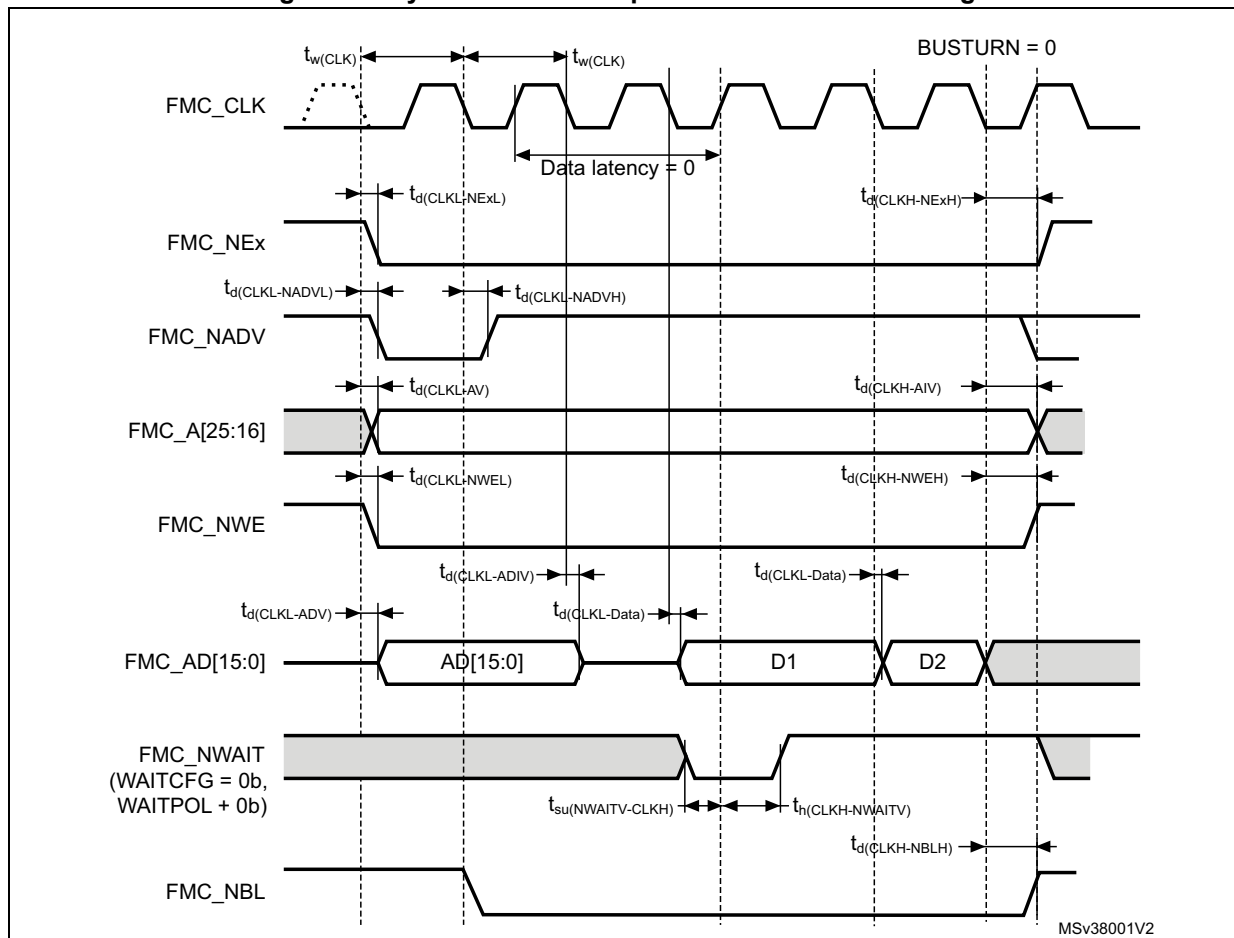 BUSTURN = 0
tw(CLK) tw(CLK)
FMC_CLK
Data latency = 0
td(CLKL-NExL) td(CLKH-NExH)
FMC_NEx
td(CLKL-NADVL) td(CLKL-NADVH)
FMC_NADV
td(CLKL-AV) td(CLKH-AIV)
FMC_A[25:16]
td(CLKL-NWEL) td(CLKH-NWEH)
FMC_NWE
td(CLKL-ADIV) td(CLKL-Data)
td(CLKL-ADV) td(CLKL-Data)
FMC_AD[15:0] AD[15:0] D1 D2
FMC_NWAIT
(WAITCFG = 0b,
WAITPOL + 0b)
tsu(NWAITV-CLKH) th(CLKH-NWAITV)
td(CLKH-NBLH)
FMC_NBL
MSv38001V2